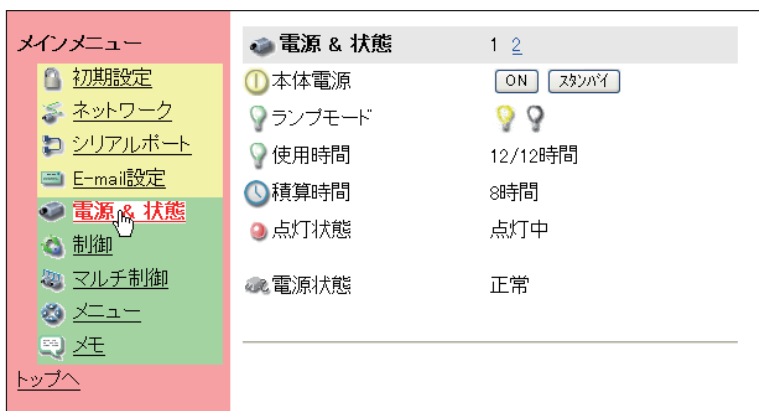 メインメニュー
初期設定
ネットワーク
シリアルポート
E-mail設定
電源 & 状態
制御
マルチ制御
メニュー
メモ
トップへ
電源 & 状態 1 2
本体電源 ON スタンバイ
ランプモード
使用時間 12/12時間
積算時間 8時間
点灯状態 点灯中
電源状態 正常